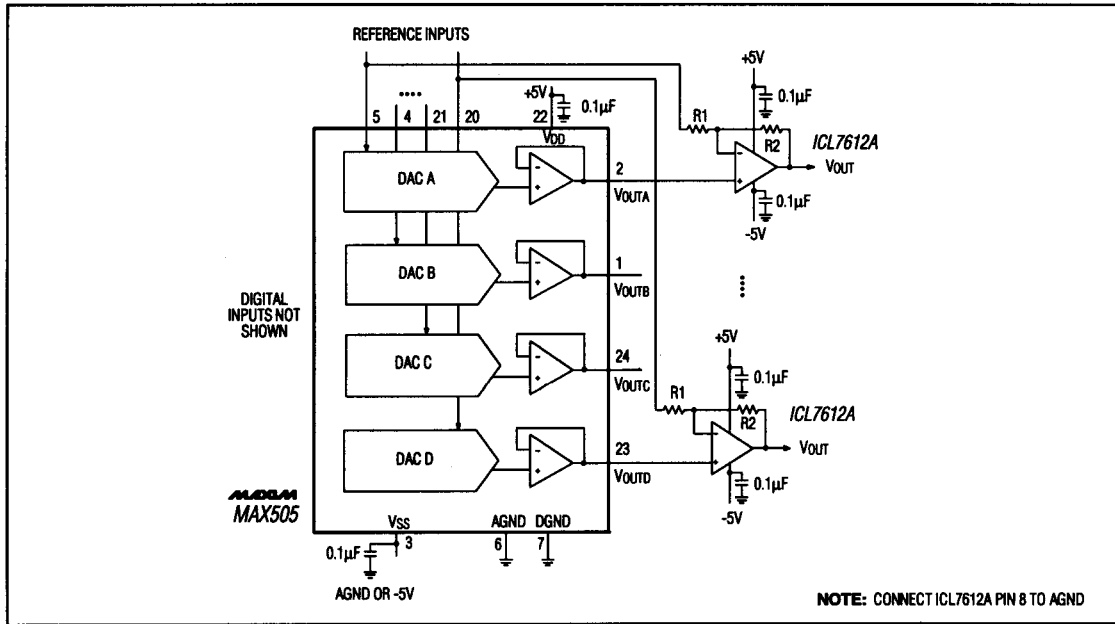 REFERENCE INPUTS
5 4 21 20
+5V
0.1µF
22
VDD
DAC A
2
VOUTA
+5V
0.1µF
R1
R2
ICL7612A
VOUT
0.1µF
-5V
DAC B
1
VOUTB
DIGITAL
INPUTS NOT
SHOWN
DAC C
24
VOUTC
+5V
0.1µF
R1
R2
ICL7612A
VOUT
0.1µF
-5V
DAC D
23
VOUTD
MAXIM
MAX505
VSS
AGND DGND
3
6
7
0.1µF
AGND OR -5V
NOTE: CONNECT ICL7612A PIN 8 TO AGND